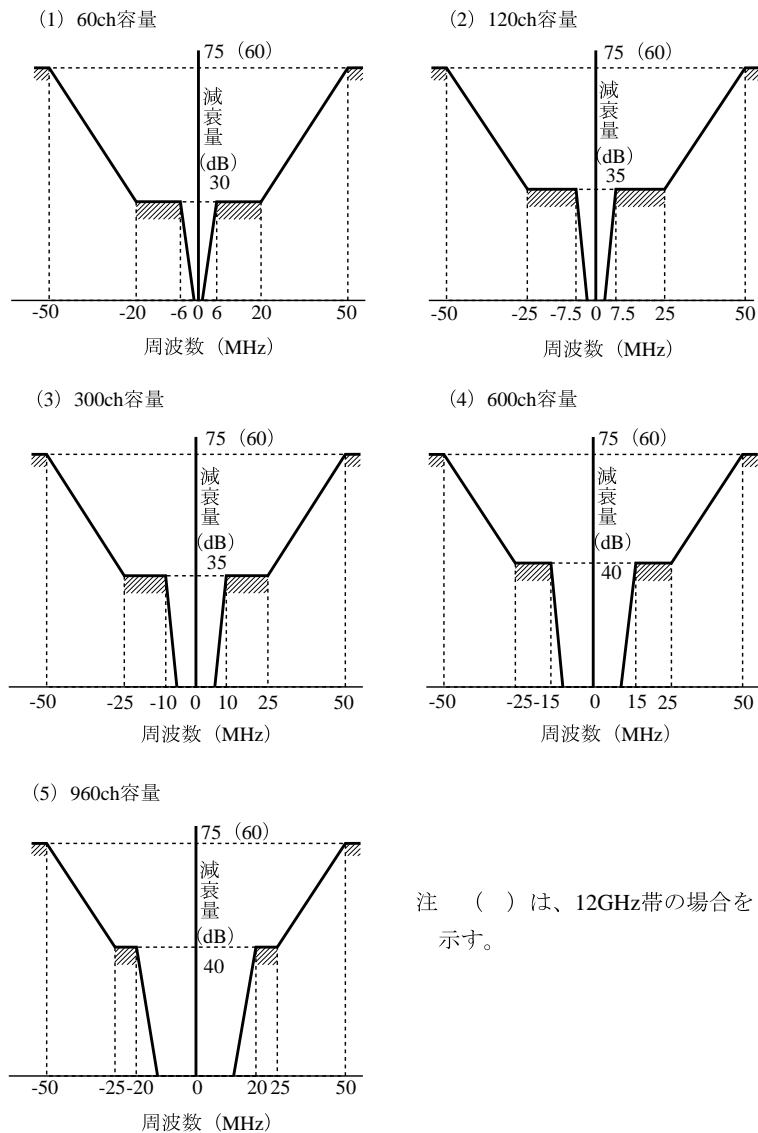 （1）60ch容量
75（60）
減衰量
（dB）
30
-50 -20 -6 0 6 20 50
周波数（MHz）
（2）120ch容量
75（60）
減衰量
（dB）
35
-50 -25 -7.5 0 7.5 25 50
周波数（MHz）
（3）300ch容量
75（60）
減衰量
（dB）
35
-50 -25 -10 0 10 25 50
周波数（MHz）
（4）600ch容量
75（60）
減衰量
（dB）
40
-50 -25-15 0 15 25 50
周波数（MHz）
（5）960ch容量
75（60）
減衰量
（dB）
40
-50 -25-20 0 20 25 50
周波数（MHz）
注　（　）は、12GHz帯の場合を
示す。